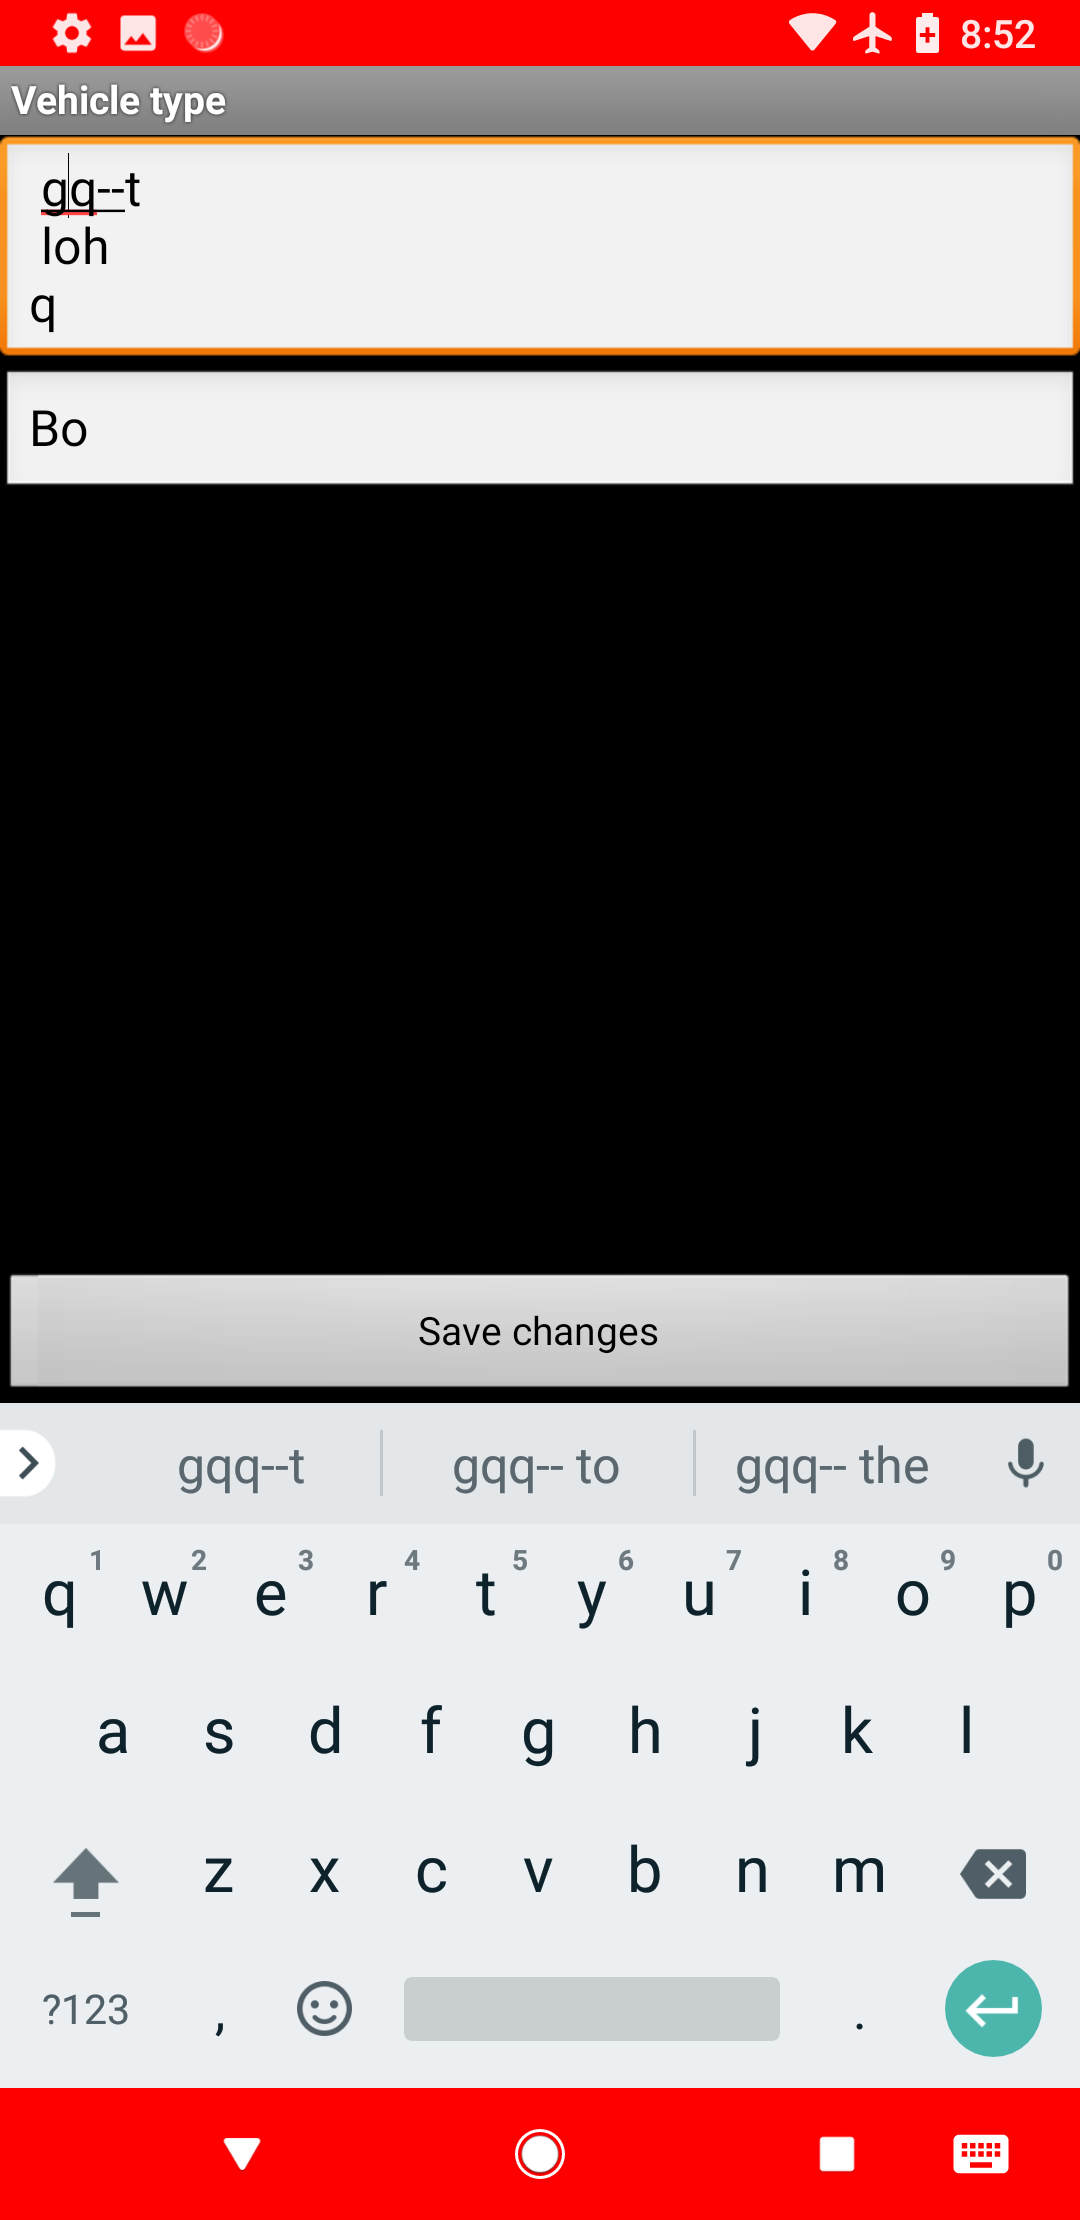 8:52
Vehicle type
gq--t
loh
q
Bo
Save changes
gqq--t gqq-- to gqq-- the
1 2 3 4 5 6 7 8 9 0
q w e r t y u i o p
a s d f g h j k l
z x c v b n m
?123 , .